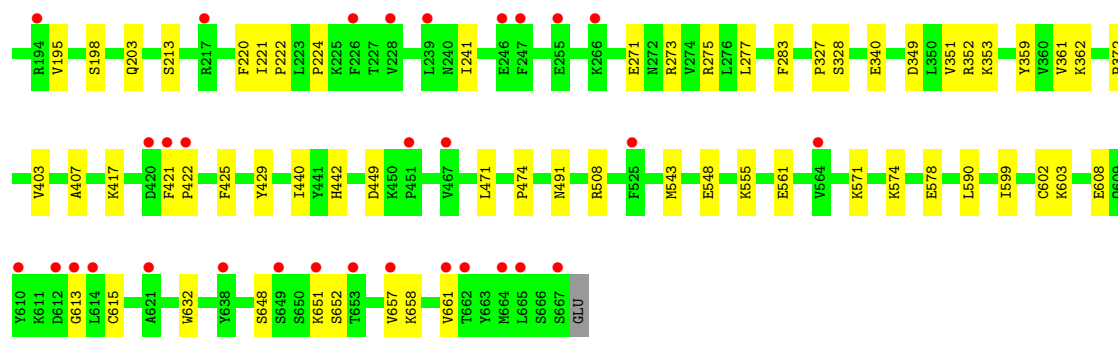 R194 V195 S198 Q203 S213 R217 F220 I221 P222 L223 P224 K225 F226 T227 V228 L239 N240 I241 E246 F247 E255 K266 E271 N272 R273 V274 R275 L276 L277 F283 P327 S328 E340 D349 L350 V351 R352 K353 Y359 V360 V361 K362
V403 A407 K417 D420 F421 P422 F425 Y429 I440 Y441 H442 D449 K450 P451 V467 L471 P474 N491 R508 F525 M543 E548 K555 E561 V564 K571 K574 E578 L590 I599 C602 K603 E608
Y610 K611 D612 G613 L614 C615 A621 W632 Y638 S648 S649 S650 K651 S652 T653 V657 K658 V661 T662 Y663 M664 L665 S666 S667 GLU